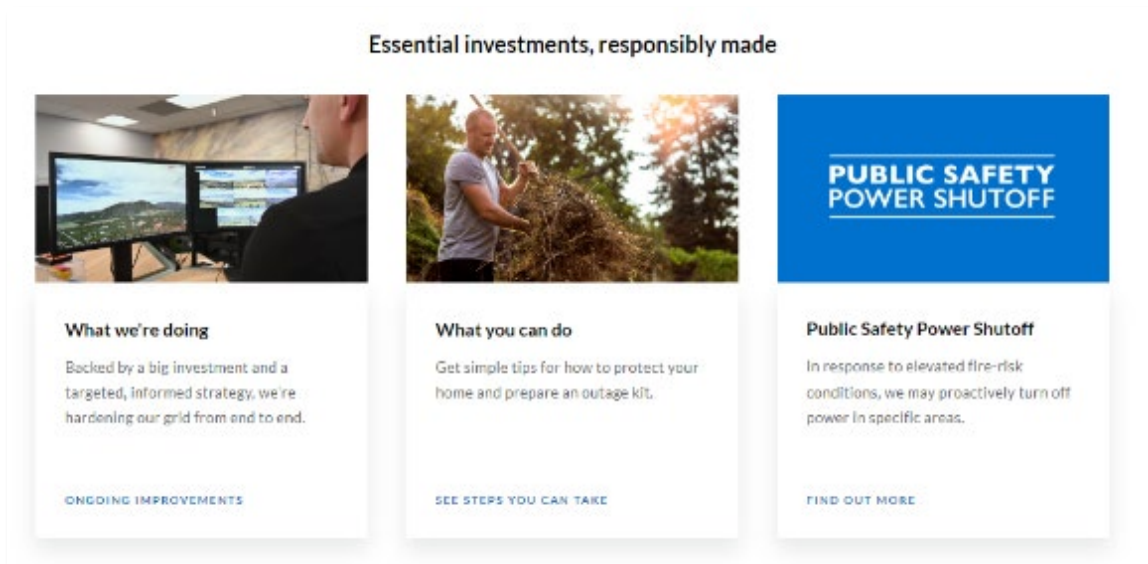 Essential investments, responsibly made
PUBLIC SAFETY
POWER SHUTOFF
What we're doing
Backed by a big investment and a
targeted, informed strategy, we're
hardening our grid from end to end.
ONGOING IMPROVEMENTS
What you can do
Get simple tips for how to protect your
home and prepare an outage kit.
SEE STEPS YOU CAN TAKE
Public Safety Power Shutoff
In response to elevated fire-risk
conditions, we may proactively turn off
power in specific areas.
FIND OUT MORE